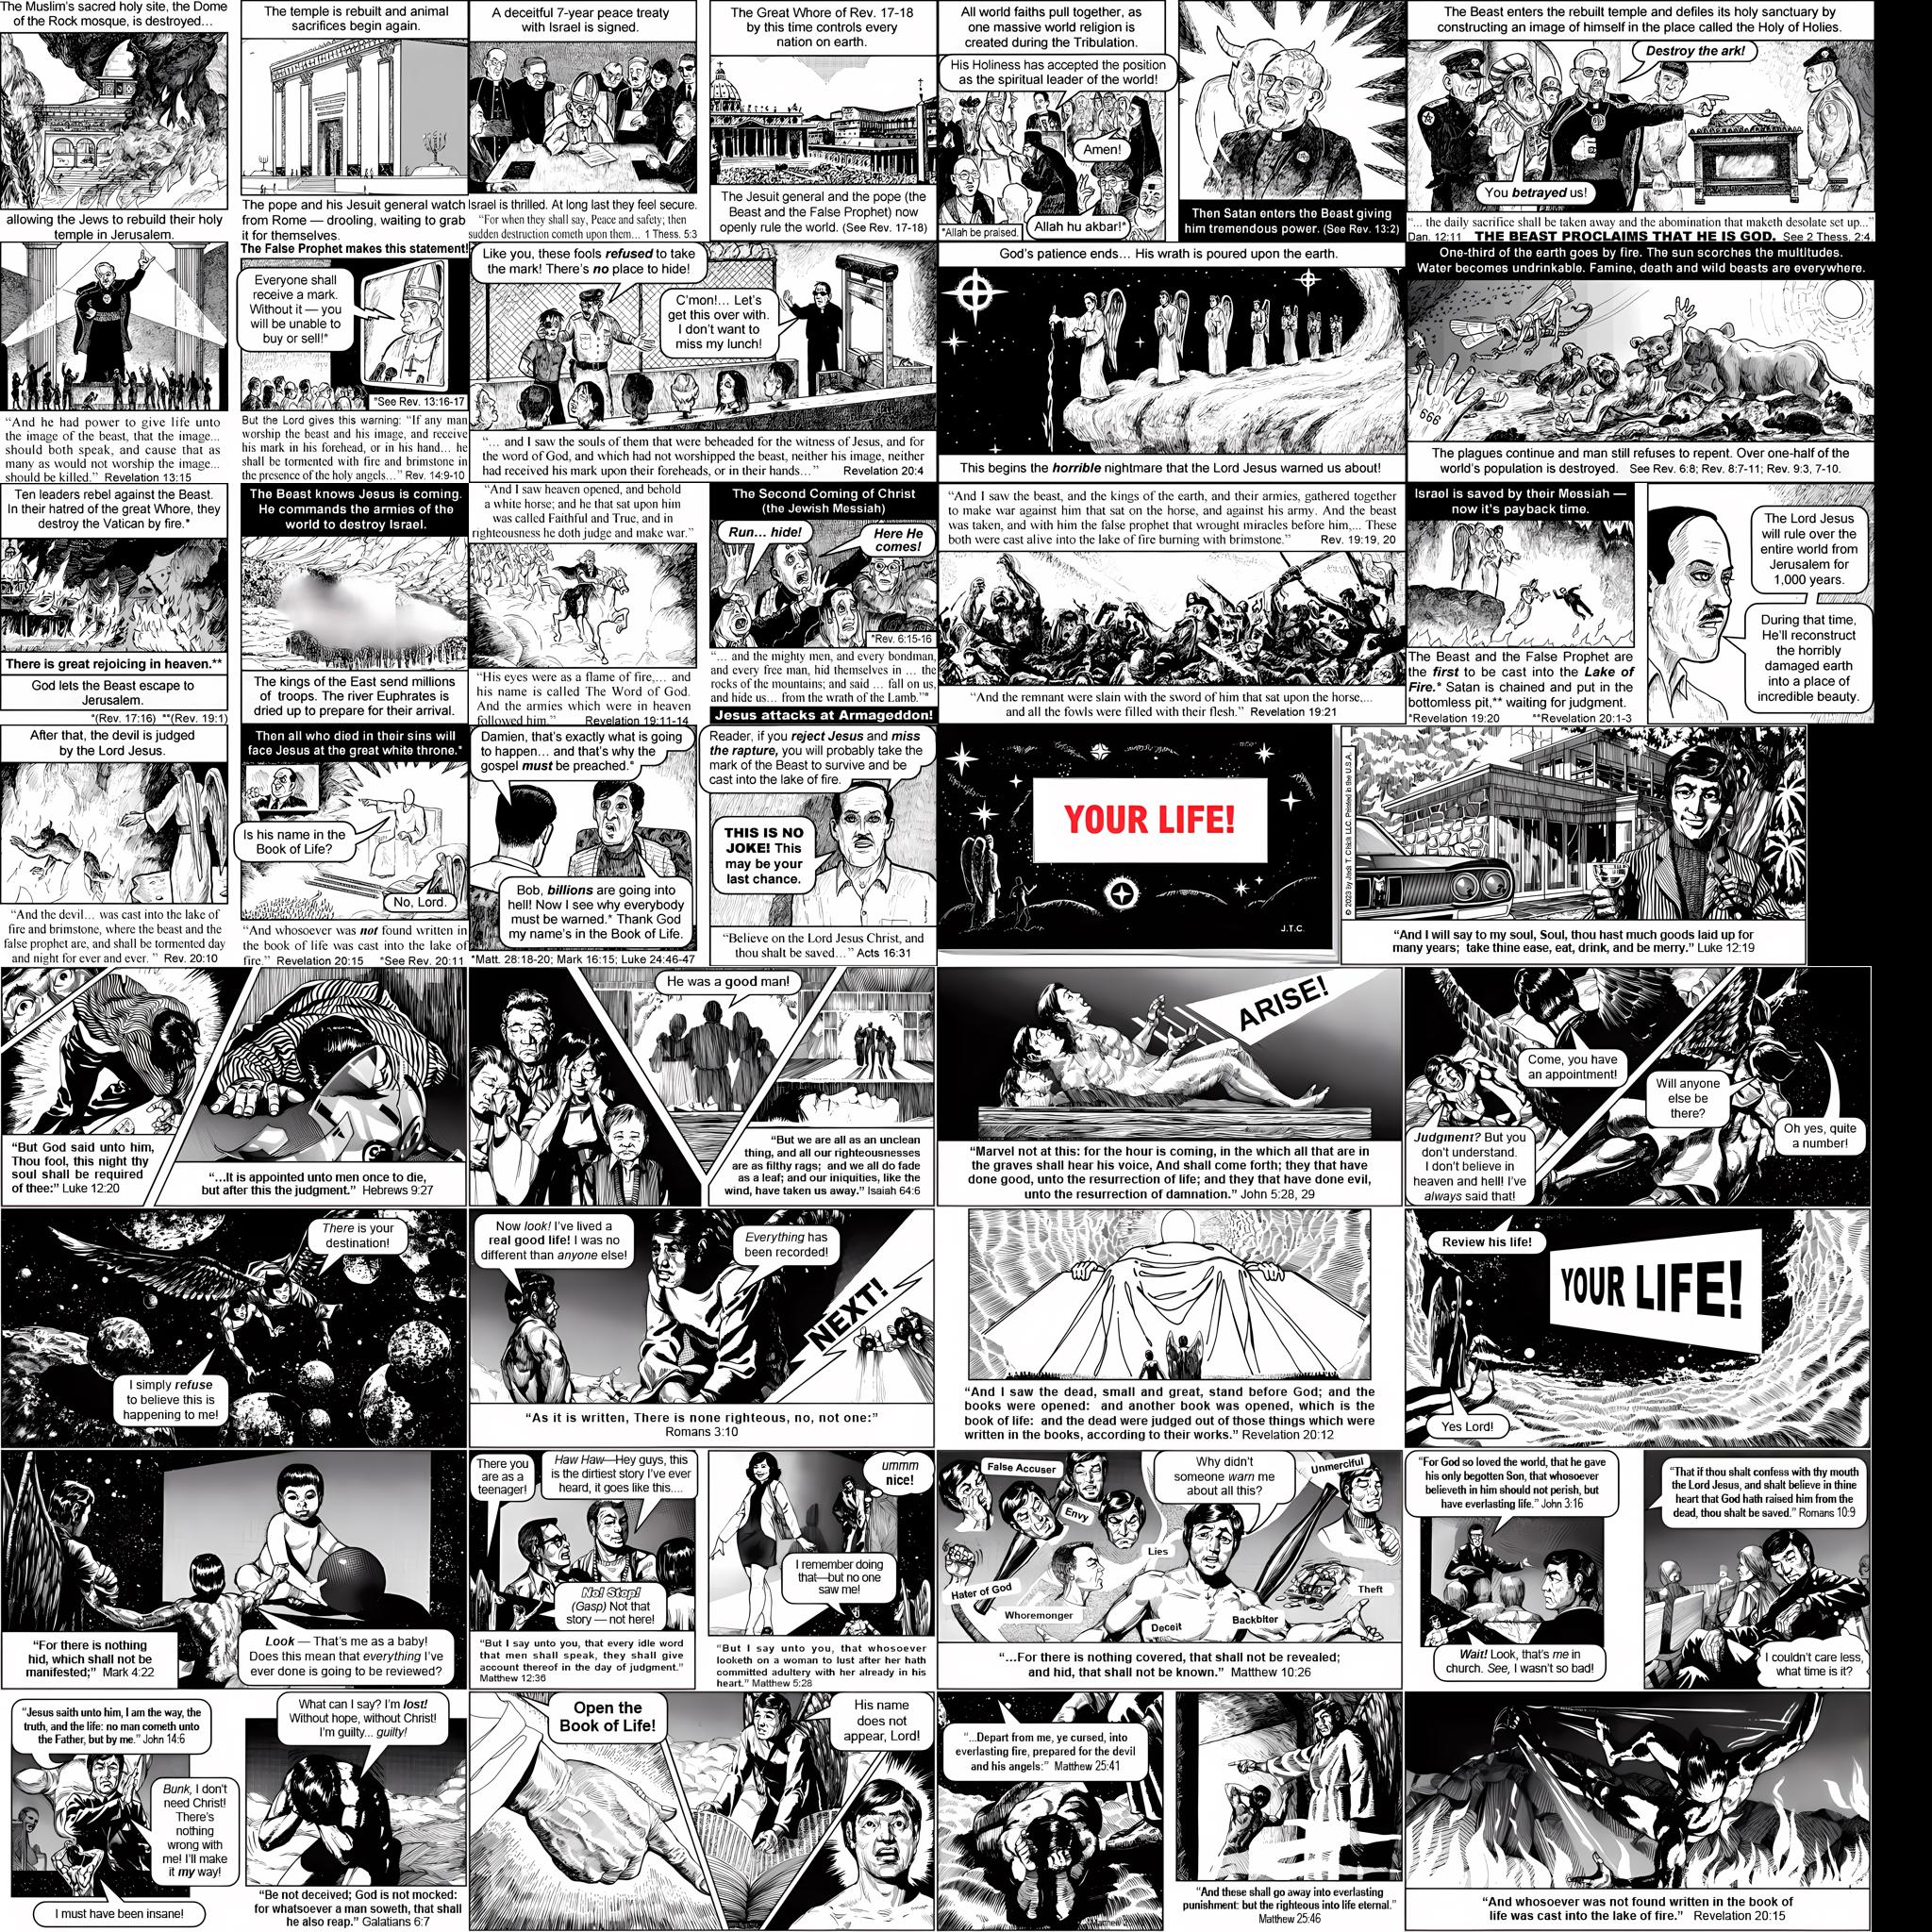 The Muslim's sacred holy site, the Dome
of the Rock mosque, is destroyed...
allowing the Jews to rebuild their holy
temple in Jerusalem.
The temple is rebuilt and animal
sacrifices begin again.
The pope and his Jesuit general watch
from Rome — drooling, waiting to grab
it for themselves.
A deceitful 7-year peace treaty
with Israel is signed.
Israel is thrilled. At long last they feel secure.
"For when they shall say, Peace and safety; then
sudden destruction cometh upon them... 1 Thess. 5:3
The Great Whore of Rev. 17-18
by this time controls every
nation on earth.
The Jesuit general and the pope (the
Beast and the False Prophet) now
openly rule the world. (See Rev. 17-18)
All world faiths pull together, as
one massive world religion is
created during the Tribulation.
His Holiness has accepted the position
as the spiritual leader of the world!
Amen!
Allah hu akbar!*
*Allah be praised.
Then Satan enters the Beast giving
him tremendous power. (See Rev. 13:2)
The Beast enters the rebuilt temple and defiles its holy sanctuary by
constructing an image of himself in the place called the Holy of Holies.
Destroy the ark!
You betrayed us!
"... the daily sacrifice shall be taken away and the abomination that maketh desolate set up..."
Dan. 12:11 THE BEAST PROCLAIMS THAT HE IS GOD. See 2 Thess. 2:4
"And he had power to give life unto
the image of the beast, that the image...
should both speak, and cause that as
many as would not worship the image...
should be killed." Revelation 13:15
The False Prophet makes this statement!
Everyone shall
receive a mark.
Without it — you
will be unable to
buy or sell!*
*See Rev. 13:16-17
But the Lord gives this warning: "If any man
worship the beast and his image, and receive
his mark in his forehead, or in his hand... he
shall be tormented with fire and brimstone in
the presence of the holy angels..." Rev. 14:9-10
Like you, these fools refused to take
the mark! There's no place to hide!
C'mon!... Let's
get this over with.
I don't want to
miss my lunch!
"... and I saw the souls of them that were beheaded for the witness of Jesus, and for
the word of God, and which had not worshipped the beast, neither his image, neither
had received his mark upon their foreheads, or in their hands..." Revelation 20:4
God's patience ends... His wrath is poured upon the earth.
This begins the horrible nightmare that the Lord Jesus warned us about!
One-third of the earth goes by fire. The sun scorches the multitudes.
Water becomes undrinkable. Famine, death and wild beasts are everywhere.
666
The plagues continue and man still refuses to repent. Over one-half of the
world's population is destroyed. See Rev. 6:8; Rev. 8:7-11; Rev. 9:3, 7-10.
Ten leaders rebel against the Beast.
In their hatred of the great Whore, they
destroy the Vatican by fire.*
There is great rejoicing in heaven.**
God lets the Beast escape to
Jerusalem.
*(Rev. 17:16) **(Rev. 19:1)
The Beast knows Jesus is coming.
He commands the armies of the
world to destroy Israel.
The kings of the East send millions
of troops. The river Euphrates is
dried up to prepare for their arrival.
"And I saw heaven opened, and behold
a white horse; and he that sat upon him
was called Faithful and True, and in
righteousness he doth judge and make war."
"His eyes were as a flame of fire,... and
his name is called The Word of God.
And the armies which were in heaven
followed him." Revelation 19:11-14
The Second Coming of Christ
(the Jewish Messiah)
Run... hide!
Here He
comes!
*Rev. 6:15-16
"... and the mighty men, and every bondman,
and every free man, hid themselves in ... the
rocks of the mountains; and said ... fall on us,
and hide us... from the wrath of the Lamb."*
Jesus attacks at Armageddon!
"And I saw the beast, and the kings of the earth, and their armies, gathered together
to make war against him that sat on the horse, and against his army. And the beast
was taken, and with him the false prophet that wrought miracles before him,... These
both were cast alive into the lake of fire burning with brimstone." Rev. 19:19, 20
"And the remnant were slain with the sword of him that sat upon the horse,...
and all the fowls were filled with their flesh." Revelation 19:21
Israel is saved by their Messiah —
now it's payback time.
The Beast and the False Prophet are
the first to be cast into the Lake of
Fire.* Satan is chained and put in the
bottomless pit,** waiting for judgment.
*Revelation 19:20 **Revelation 20:1-3
The Lord Jesus
will rule over the
entire world from
Jerusalem for
1,000 years.
During that time,
He'll reconstruct
the horribly
damaged earth
into a place of
incredible beauty.
After that, the devil is judged
by the Lord Jesus.
"And the devil... was cast into the lake of
fire and brimstone, where the beast and the
false prophet are, and shall be tormented day
and night for ever and ever. " Rev. 20:10
Then all who died in their sins will
face Jesus at the great white throne.*
Is his name in the
Book of Life?
No, Lord.
"And whosoever was not found written in
the book of life was cast into the lake of
fire." Revelation 20:15 *See Rev. 20:11
Damien, that's exactly what is going
to happen... and that's why the
gospel must be preached.*
Bob, billions are going into
hell! Now I see why everybody
must be warned.* Thank God
my name's in the Book of Life.
*Matt. 28:18-20; Mark 16:15; Luke 24:46-47
Reader, if you reject Jesus and miss
the rapture, you will probably take the
mark of the Beast to survive and be
cast into the lake of fire.
THIS IS NO
JOKE! This
may be your
last chance.
"Believe on the Lord Jesus Christ, and
thou shalt be saved..." Acts 16:31
YOUR LIFE!
J.T.C.
© 2023 by Jack T. Chick LLC. Printed in the U.S.A.
"And I will say to my soul, Soul, thou hast much goods laid up for
many years; take thine ease, eat, drink, and be merry." Luke 12:19
"But God said unto him,
Thou fool, this night thy
soul shall be required
of thee:" Luke 12:20
"...It is appointed unto men once to die,
but after this the judgment." Hebrews 9:27
He was a good man!
"But we are all as an unclean
thing, and all our righteousnesses
are as filthy rags; and we all do fade
as a leaf; and our iniquities, like the
wind, have taken us away." Isaiah 64:6
ARISE!
"Marvel not at this: for the hour is coming, in the which all that are in
the graves shall hear his voice, And shall come forth; they that have
done good, unto the resurrection of life; and they that have done evil,
unto the resurrection of damnation." John 5:28, 29
Come, you have
an appointment!
Judgment? But you
don't understand.
I don't believe in
heaven and hell! I've
always said that!
Will anyone
else be
there?
Oh yes, quite
a number!
There is your
destination!
I simply refuse
to believe this is
happening to me!
Now look! I've lived a
real good life! I was no
different than anyone else!
Everything has
been recorded!
NEXT!
"As it is written, There is none righteous, no, not one:"
Romans 3:10
"And I saw the dead, small and great, stand before God; and the
books were opened: and another book was opened, which is the
book of life: and the dead were judged out of those things which were
written in the books, according to their works." Revelation 20:12
Review his life!
YOUR LIFE!
Yes Lord!
"For there is nothing
hid, which shall not be
manifested;" Mark 4:22
Look — That's me as a baby!
Does this mean that everything I've
ever done is going to be reviewed?
There you
are as a
teenager!
Haw Haw—Hey guys, this
is the dirtiest story I've ever
heard, it goes like this....
No! Stop!
(Gasp) Not that
story — not here!
"But I say unto you, that every idle word
that men shall speak, they shall give
account thereof in the day of judgment."
Matthew 12:36
ummm
nice!
I remember doing
that—but no one
saw me!
"But I say unto you, that whosoever
looketh on a woman to lust after her hath
committed adultery with her already in his
heart." Matthew 5:28
False Accuser
Why didn't
someone warn me
about all this?
Unmerciful
Envy
Lies
Hater of God
Theft
Whoremonger
Backbiter
Deceit
"...For there is nothing covered, that shall not be revealed;
and hid, that shall not be known." Matthew 10:26
"For God so loved the world, that he gave
his only begotten Son, that whosoever
believeth in him should not perish, but
have everlasting life." John 3:16
Wait! Look, that's me in
church. See, I wasn't so bad!
"That if thou shalt confess with thy mouth
the Lord Jesus, and shalt believe in thine
heart that God hath raised him from the
dead, thou shalt be saved." Romans 10:9
I couldn't care less,
what time is it?
"Jesus saith unto him, I am the way, the
truth, and the life: no man cometh unto
the Father, but by me." John 14:6
Bunk, I don't
need Christ!
There's
nothing
wrong with
me! I'll make
it my way!
I must have been insane!
What can I say? I'm lost!
Without hope, without Christ!
I'm guilty... guilty!
"Be not deceived; God is not mocked:
for whatsoever a man soweth, that shall
he also reap." Galatians 6:7
Open the
Book of Life!
His name
does not
appear, Lord!
"...Depart from me, ye cursed, into
everlasting fire, prepared for the devil
and his angels:" Matthew 25:41
"And these shall go away into everlasting
punishment: but the righteous into life eternal."
Matthew 25:46
"And whosoever was not found written in the book of
life was cast into the lake of fire." Revelation 20:15